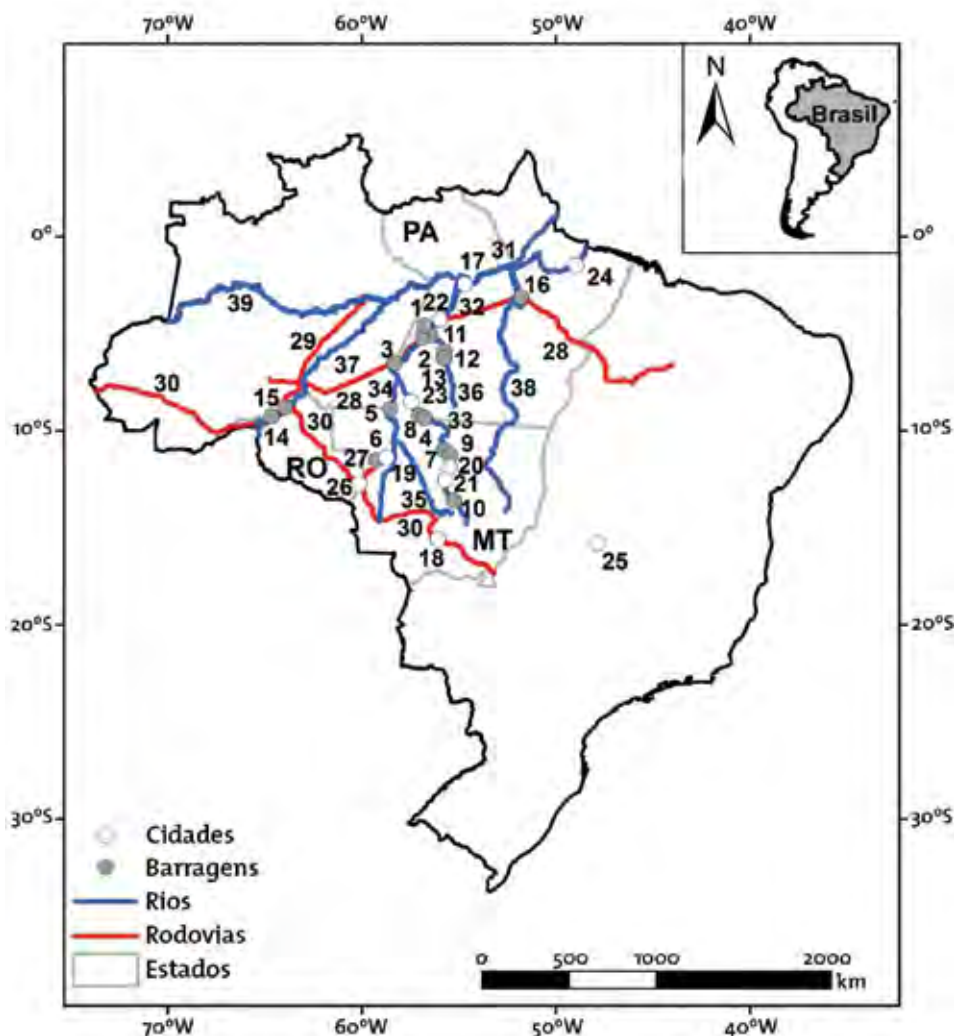 70°W 60°W 50°W 40°W
N
Brasil
0° 0°
PA
31
17
24
16
39
22
32
1
29
11
3
28
37
2
12
13
30
34
36
38
23
15
28
5
33
30
8
10°S 10°S
14
4
9
6
7
27
RO
19
20
26
21
35
10
30
MT
18
25
20°S 20°S
30°S 30°S
Cidades
Barragens
Rios
Rodovias
Estados
0 500 1000 2000
km
70°W 60°W 50°W 40°W